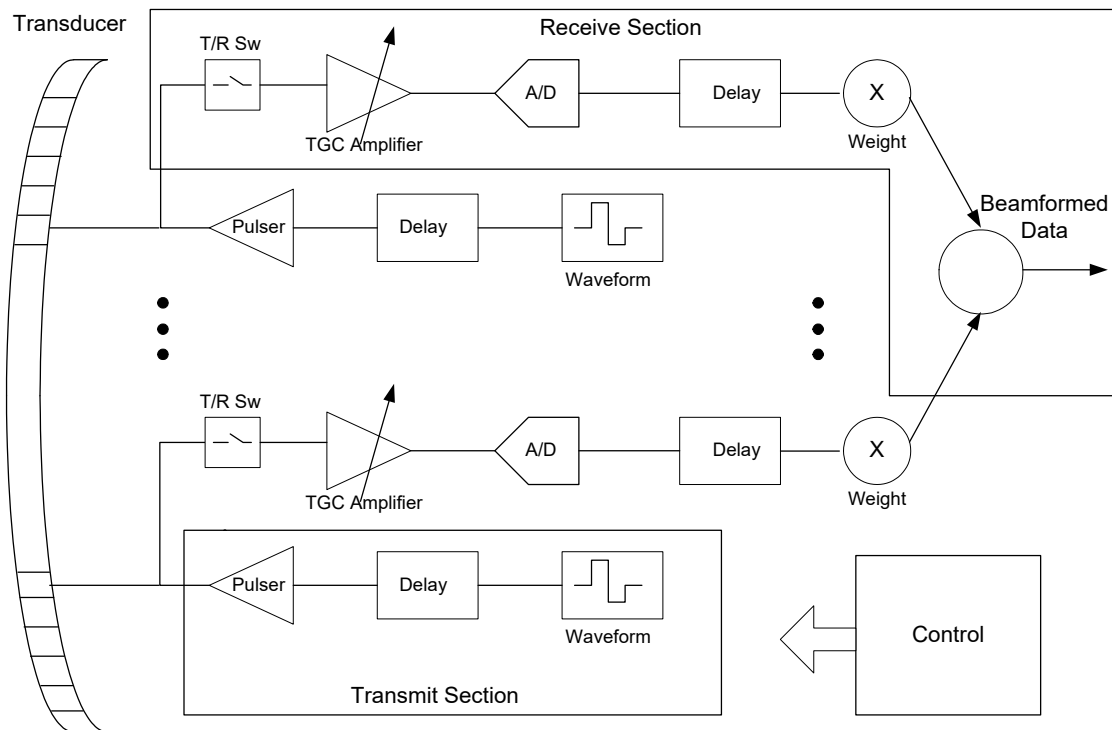 Transducer
Receive Section
T/R Sw
TGC Amplifier
A/D
Delay
X
Weight
Beamformed
Data
Pulser
Delay
Waveform
T/R Sw
TGC Amplifier
A/D
Delay
X
Weight
Pulser
Delay
Waveform
Transmit Section
Control